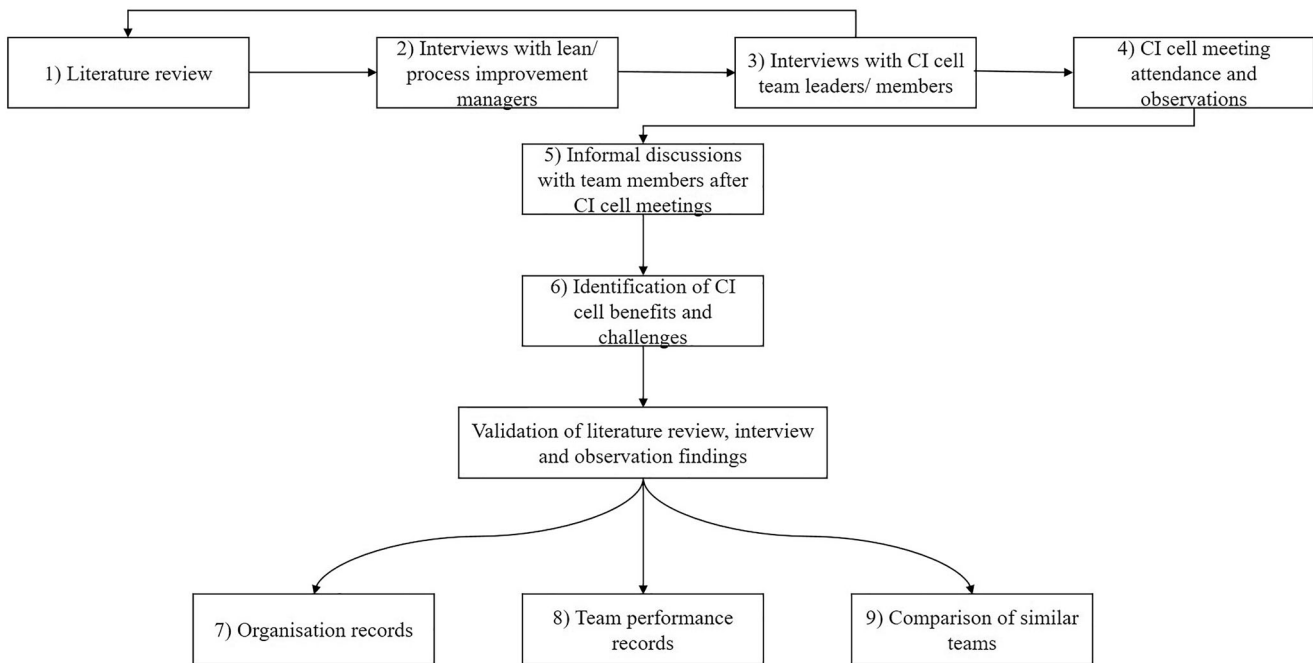 1) Literature review
2) Interviews with lean/
process improvement
managers
3) Interviews with CI cell
team leaders/ members
4) CI cell meeting
attendance and
observations
5) Informal discussions
with team members after
CI cell meetings
6) Identification of CI
cell benefits and
challenges
Validation of literature review, interview
and observation findings
7) Organisation records
8) Team performance
records
9) Comparison of similar
teams